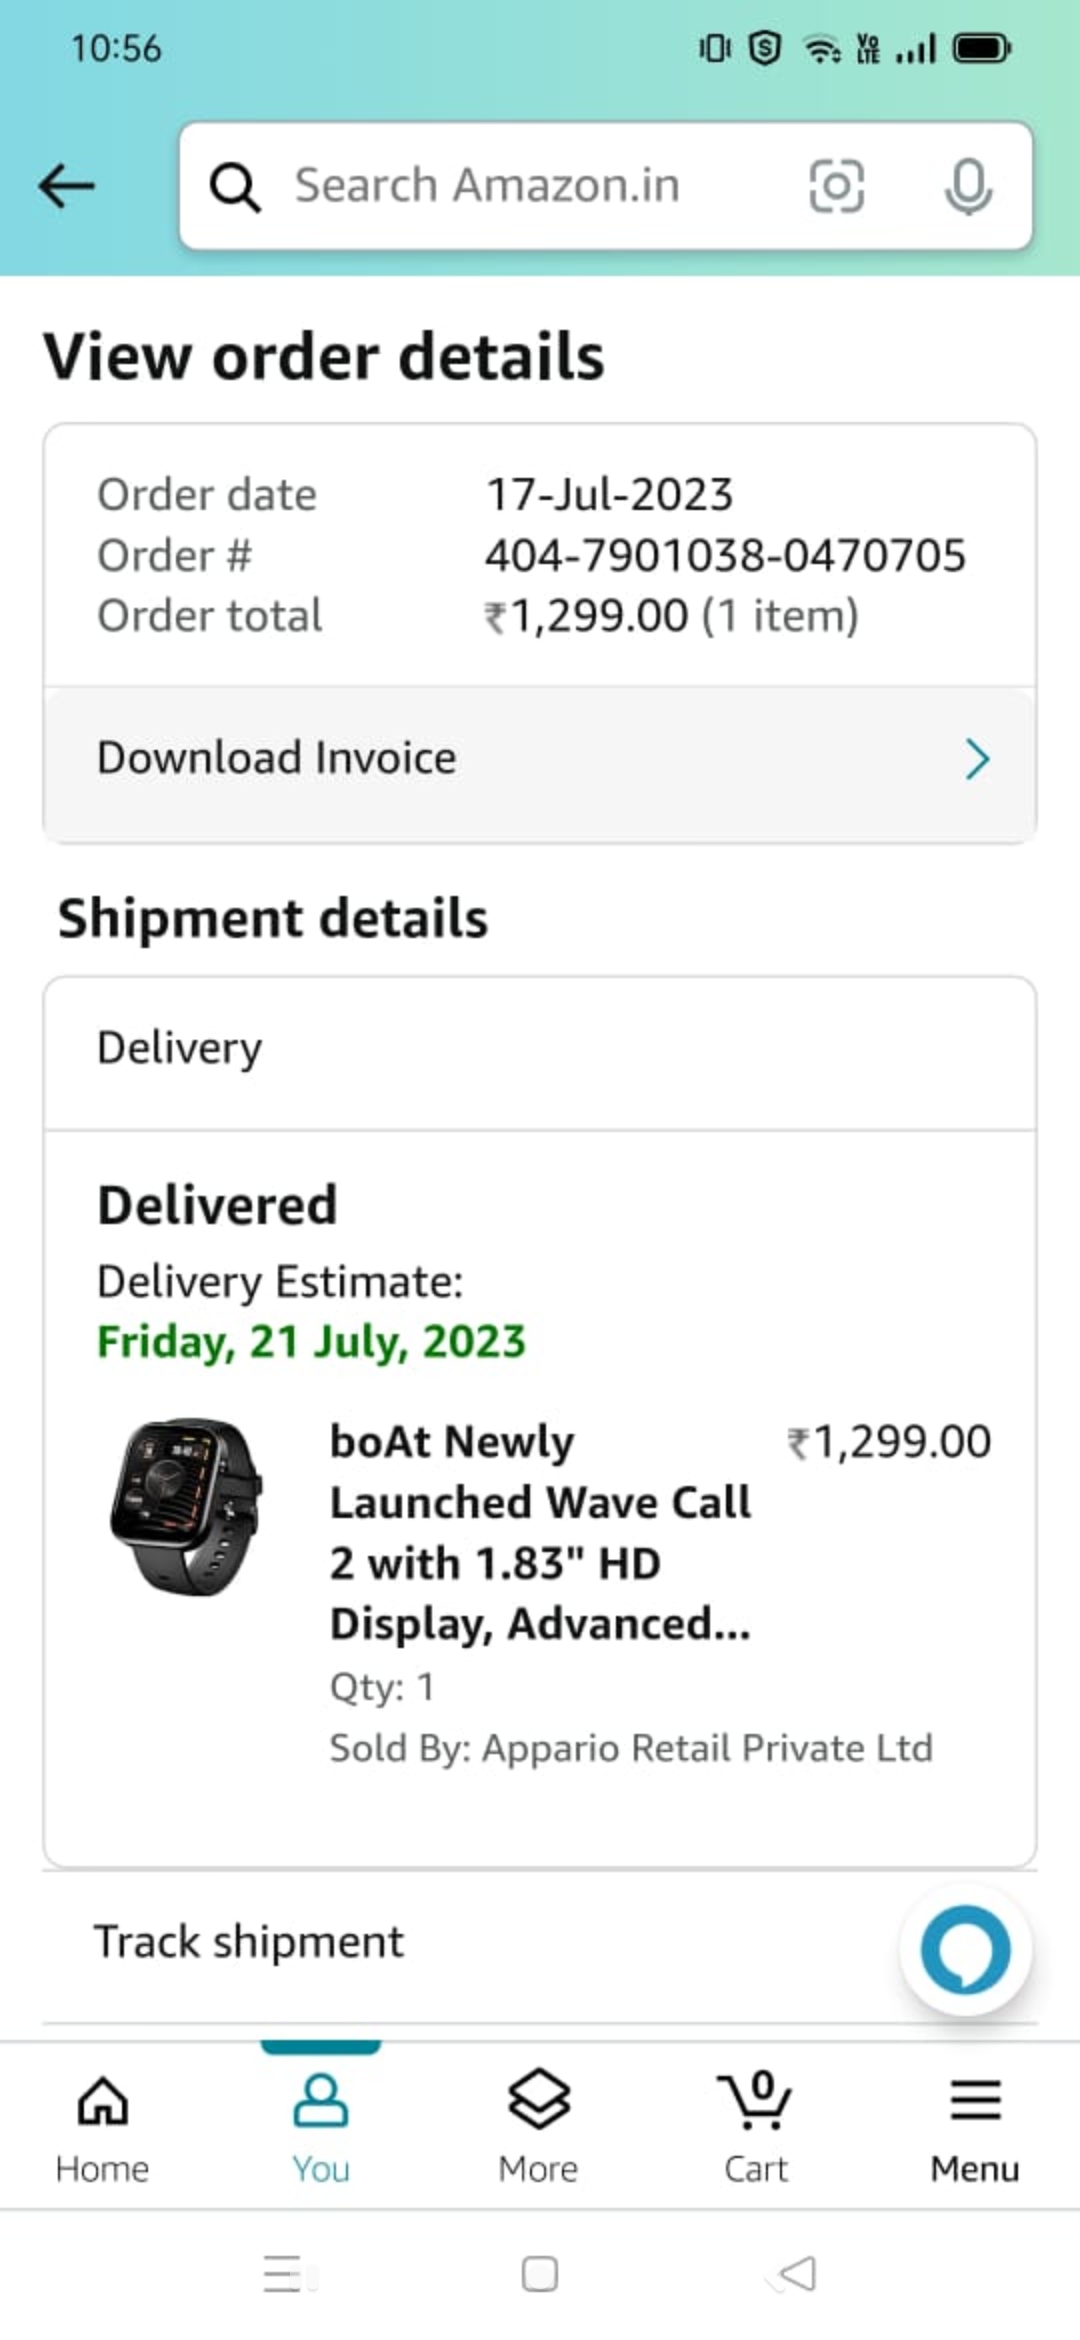 10:56
Vo
LTE
Search Amazon.in
View order details
Order date 17-Jul-2023
Order # 404-7901038-0470705
Order total ₹1,299.00 (1 item)
Download Invoice
Shipment details
Delivery
Delivered
Delivery Estimate:
Friday, 21 July, 2023
boAt Newly ₹1,299.00
Launched Wave Call
2 with 1.83" HD
Display, Advanced...
Qty: 1
Sold By: Appario Retail Private Ltd
Track shipment
0
Home You More Cart Menu